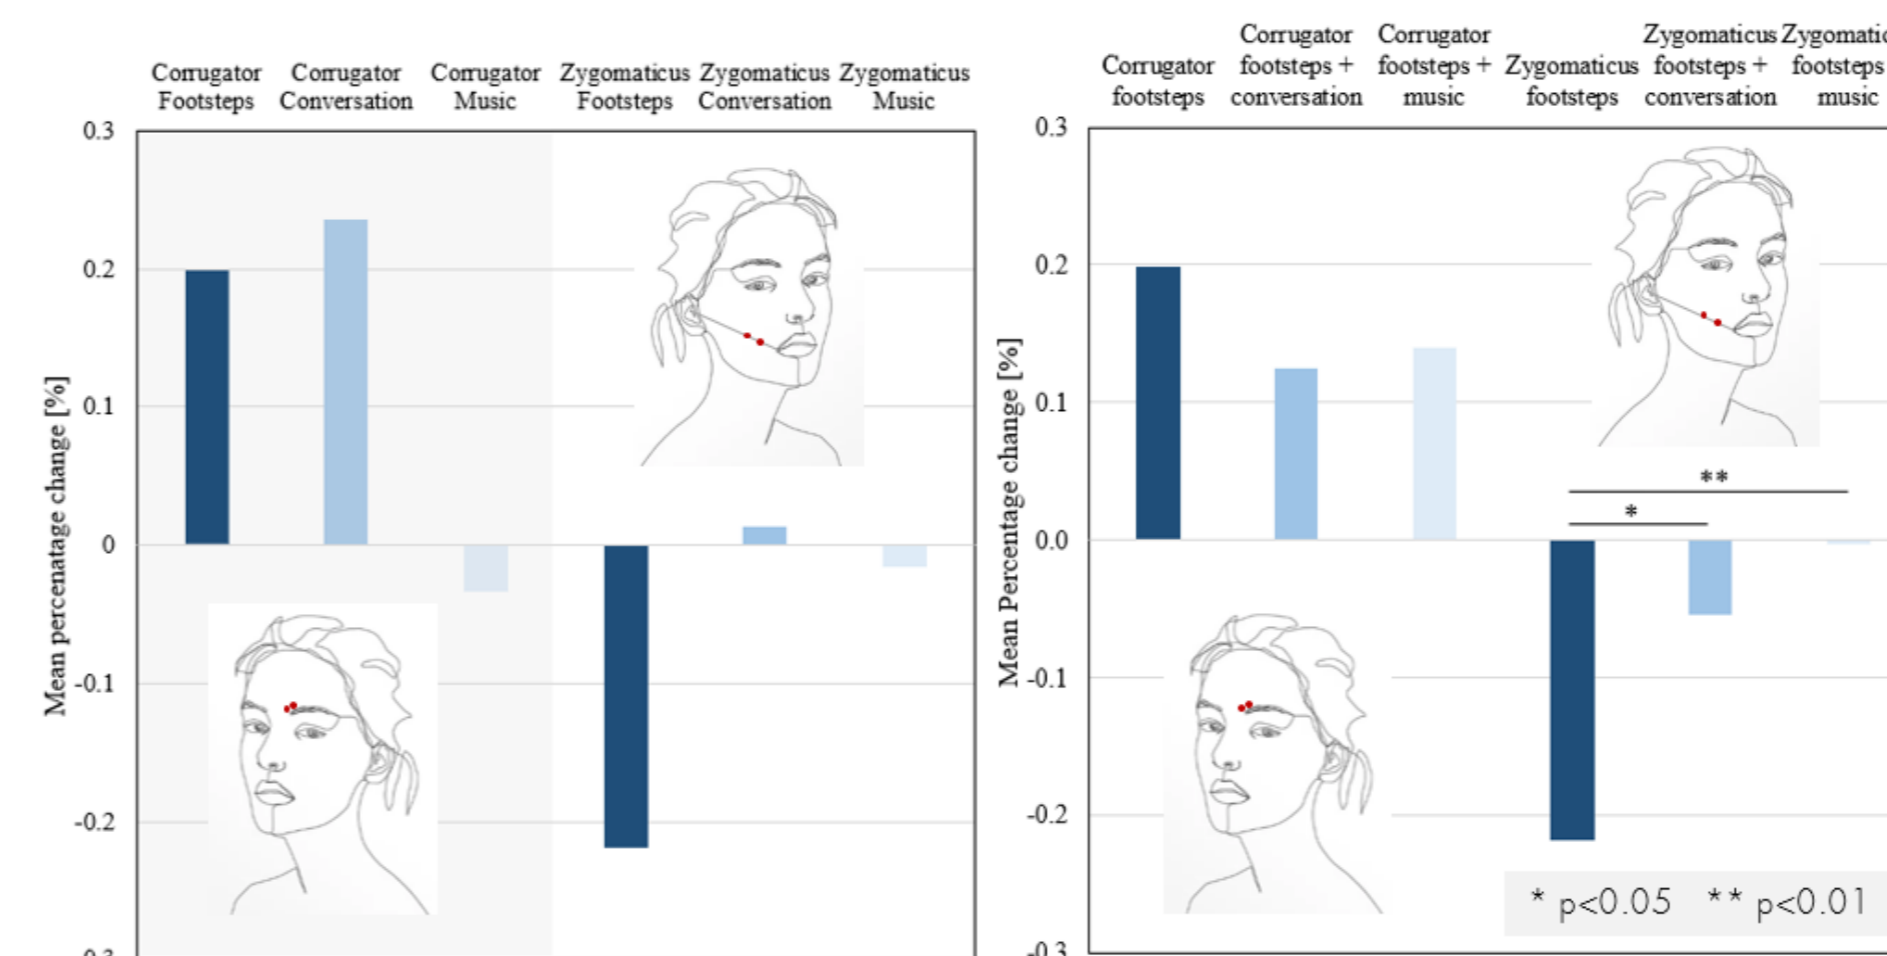 Corrugator Footsteps
Corrugator Conversation
Corrugator Music
Zygomaticus Footsteps
Zygomaticus Conversation
Zygomaticus Music
Mean percenatage change [%]
0.3
0.2
0.1
0
-0.1
-0.2
Corrugator footsteps
Corrugator footsteps + conversation
Corrugator footsteps + music
Zygomaticus footsteps
Zygomaticus footsteps + conversation
Zygomatic
footsteps
music
Mean Percentage change [%]
0.3
0.2
0.1
0.0
-0.1
-0.2
-0.3
**
*
* p<0.05 ** p<0.01